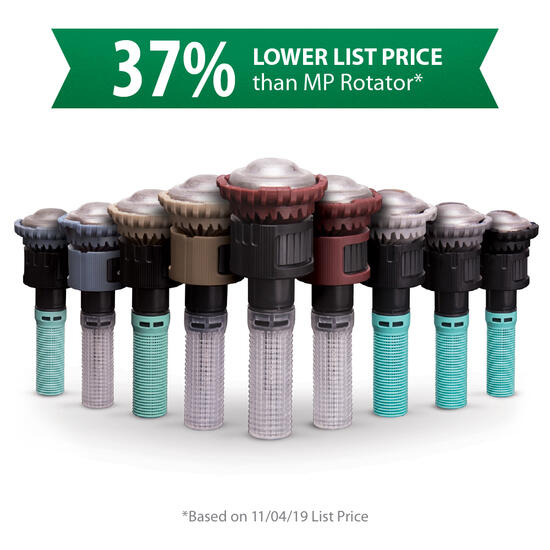 37%
LOWER LIST PRICE
than MP Rotator*
*Based on 11/04/19 List Price